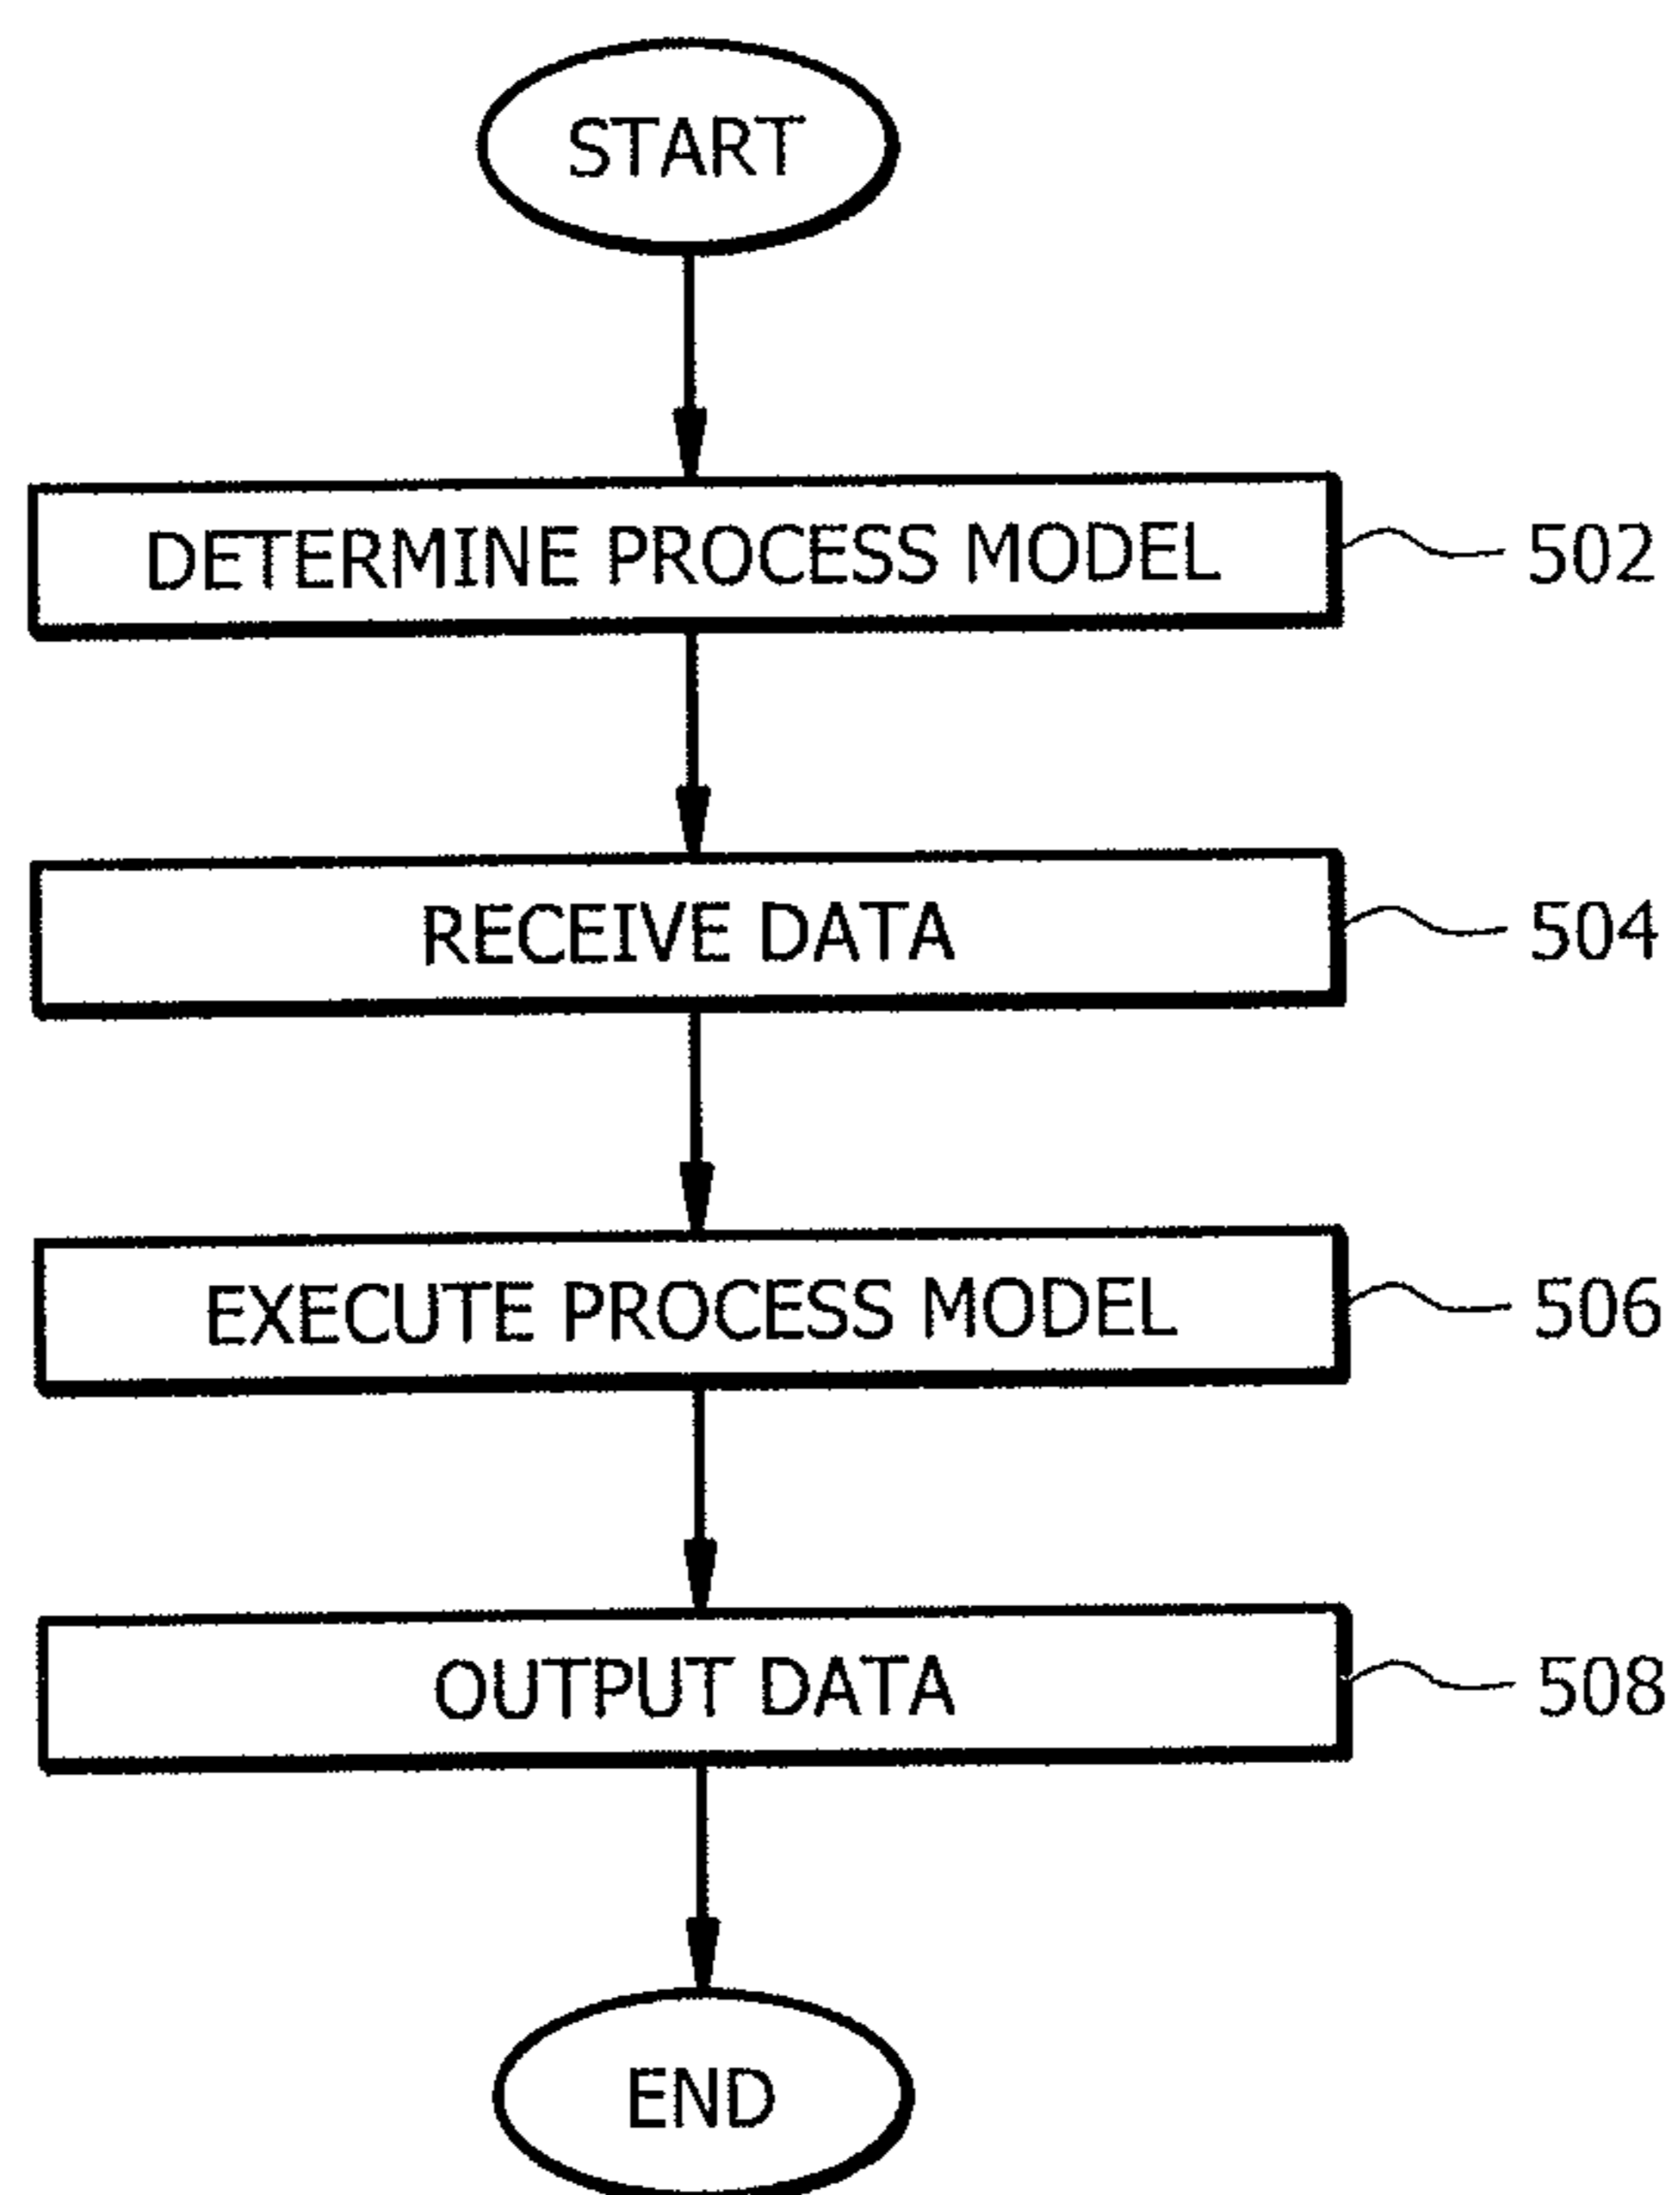 START
DETERMINE PROCESS MODEL 502
RECEIVE DATA 504
EXECUTE PROCESS MODEL 506
OUTPUT DATA 508
END